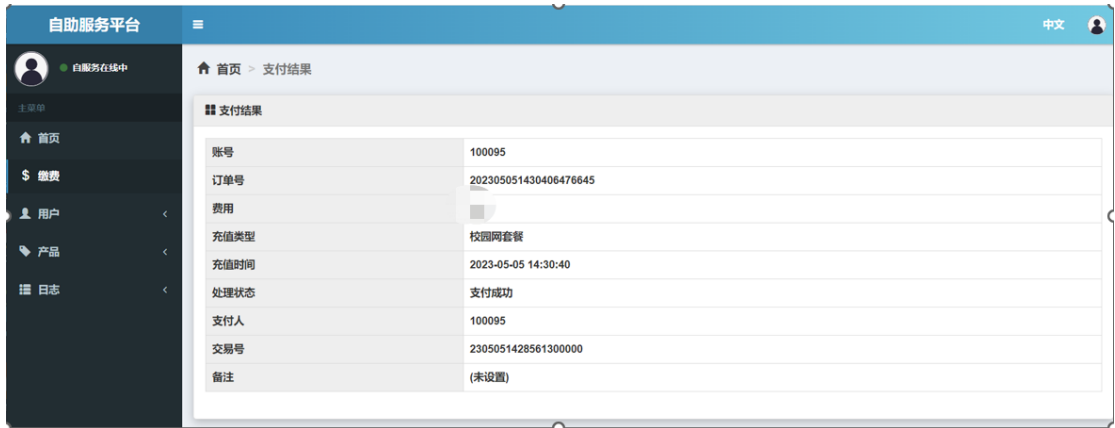 自助服务平台
中文
自服务在线中
主菜单
首页
缴费
用户
产品
日志
首页 > 支付结果
支付结果
账号 100095
订单号 202305051430406476645
费用
充值类型 校园网套餐
充值时间 2023-05-05 14:30:40
处理状态 支付成功
支付人 100095
交易号 2305051428561300000
备注 (未设置)